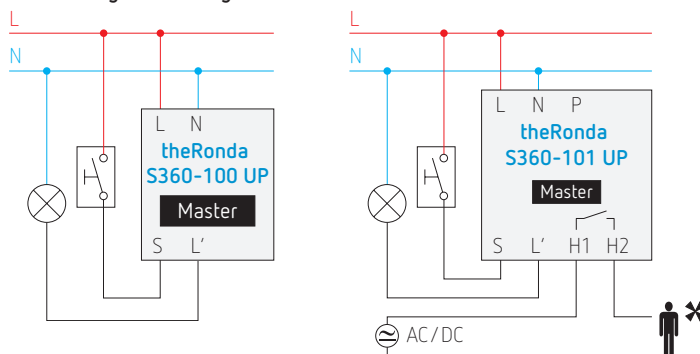 L
N
L N
theRonda
S360-100 UP
Master
S L'
L
N
L N P
theRonda
S360-101 UP
Master
S L' H1 H2
AC/DC